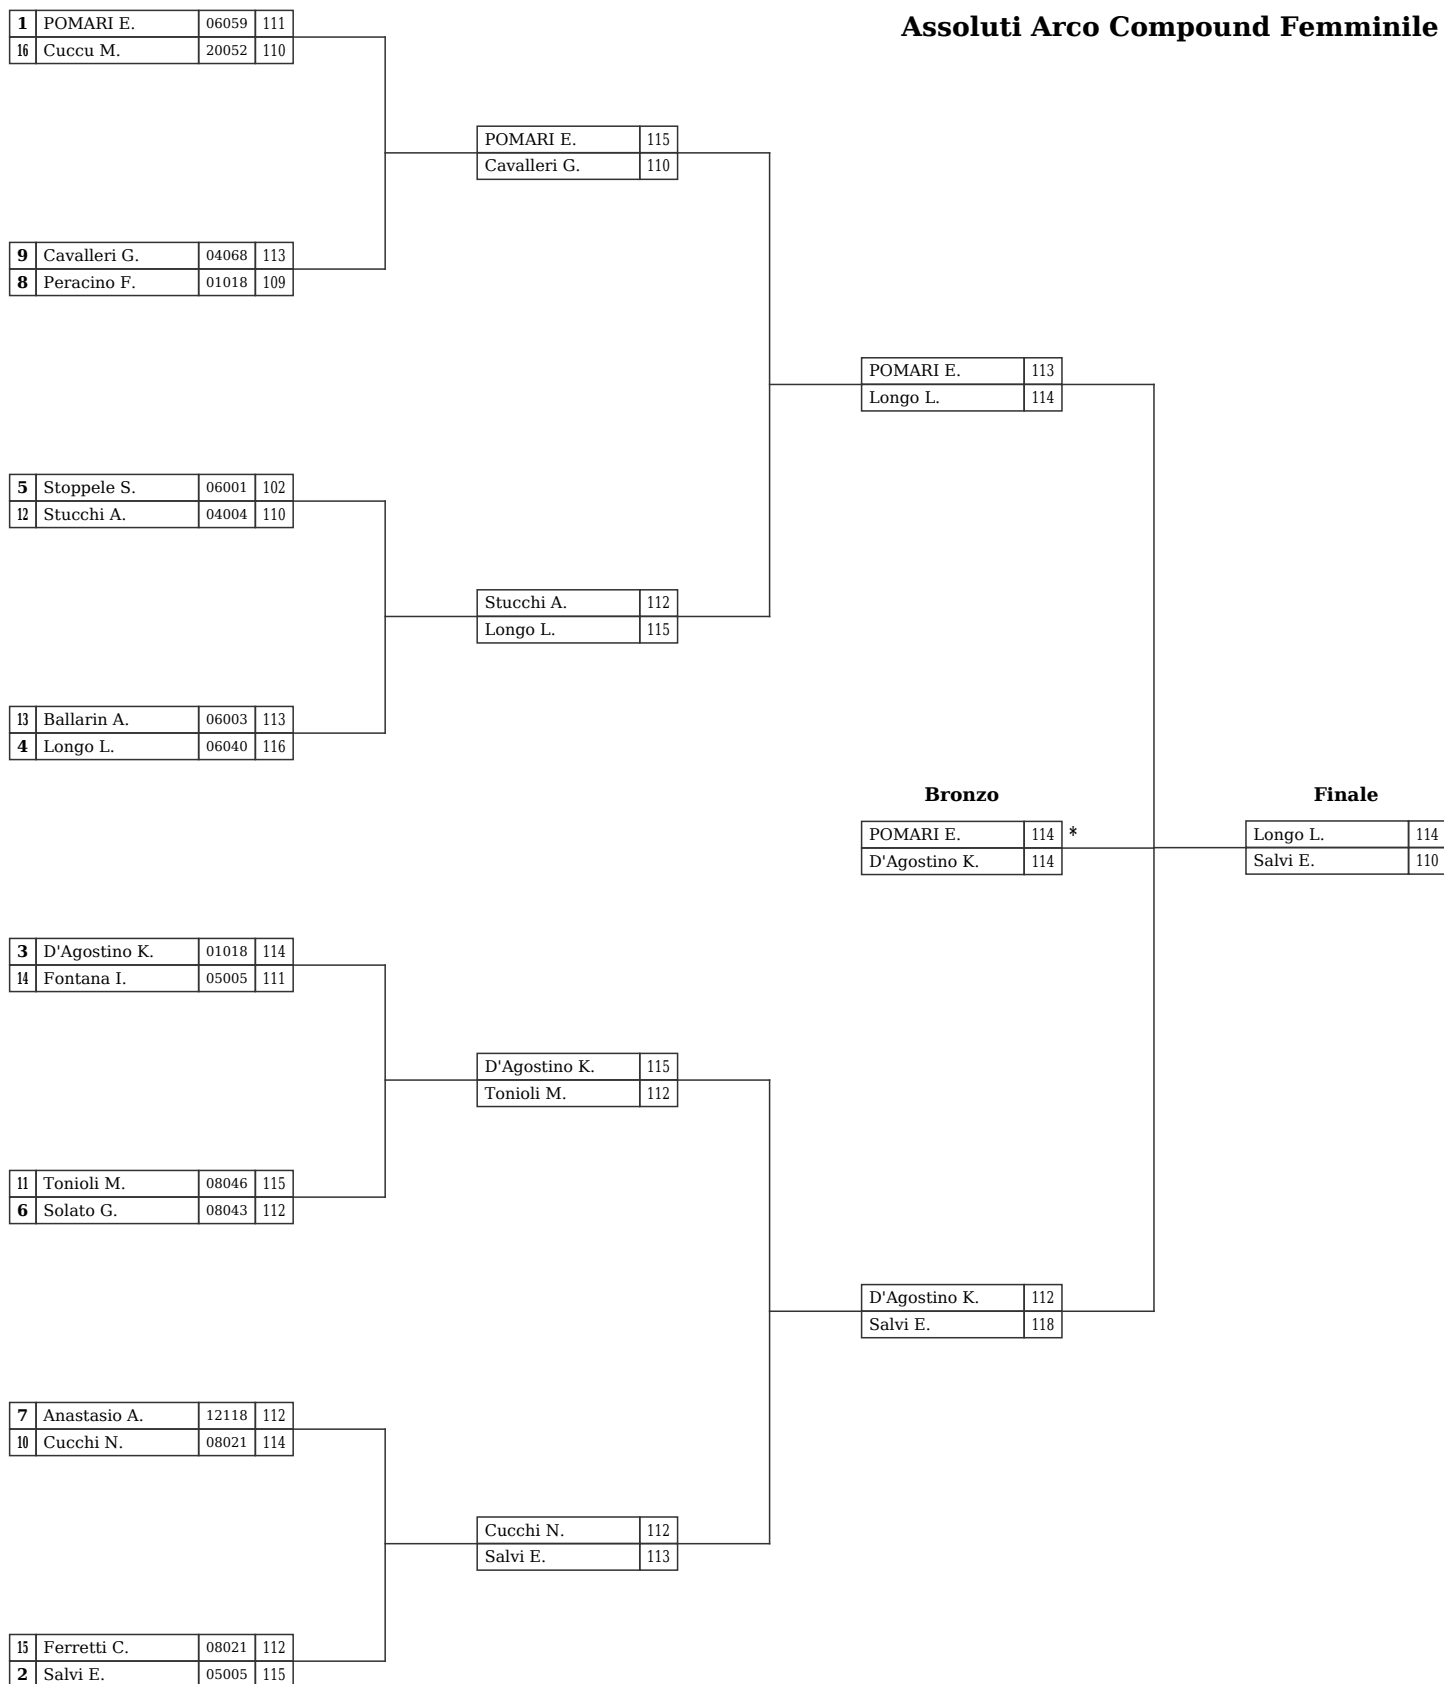 Assoluti Arco Compound Femminile
1 POMARI E. 06059 111
16 Cuccu M. 20052 110
POMARI E. 115
Cavalleri G. 110
9 Cavalleri G. 04068 113
8 Peracino F. 01018 109
POMARI E. 113
Longo L. 114
5 Stoppele S. 06001 102
12 Stucchi A. 04004 110
Stucchi A. 112
Longo L. 115
13 Ballarin A. 06003 113
4 Longo L. 06040 116
Bronzo
POMARI E. 114 *
D'Agostino K. 114
Finale
Longo L. 114
Salvi E. 110
3 D'Agostino K. 01018 114
14 Fontana I. 05005 111
D'Agostino K. 115
Tonioli M. 112
11 Tonioli M. 08046 115
6 Solato G. 08043 112
D'Agostino K. 112
Salvi E. 118
7 Anastasio A. 12118 112
10 Cucchi N. 08021 114
Cucchi N. 112
Salvi E. 113
15 Ferretti C. 08021 112
2 Salvi E. 05005 115